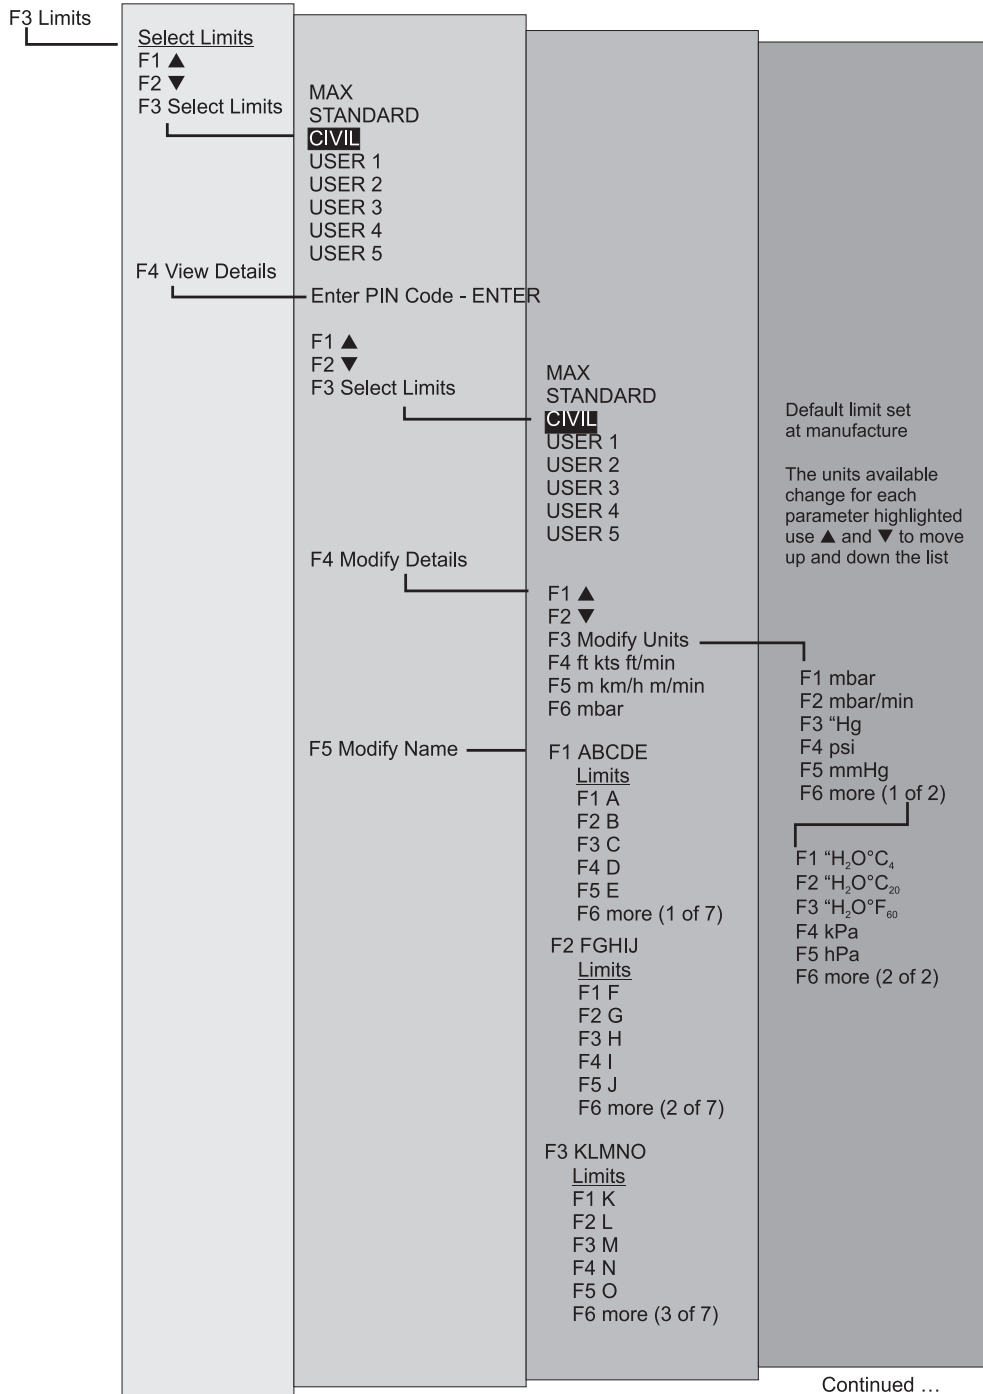 F3 Limits
Select Limits
F1 ▲
F2 ▼
F3 Select Limits
MAX
STANDARD
CIVIL
USER 1
USER 2
USER 3
USER 4
USER 5
F4 View Details
Enter PIN Code - ENTER
F1 ▲
F2 ▼
F3 Select Limits
MAX
STANDARD
CIVIL
USER 1
USER 2
USER 3
USER 4
USER 5
Default limit set
at manufacture
The units available
change for each
parameter highlighted
use ▲ and ▼ to move
up and down the list
F4 Modify Details
F1 ▲
F2 ▼
F3 Modify Units
F4 ft kts ft/min
F5 m km/h m/min
F6 mbar
F1 mbar
F2 mbar/min
F3 “Hg
F4 psi
F5 mmHg
F6 more (1 of 2)
F1 “H₂O°C₄
F2 “H₂O°C₂₀
F3 “H₂O°F₆₀
F4 kPa
F5 hPa
F6 more (2 of 2)
F5 Modify Name
F1 ABCDE
Limits
F1 A
F2 B
F3 C
F4 D
F5 E
F6 more (1 of 7)
F2 FGHIJ
Limits
F1 F
F2 G
F3 H
F4 I
F5 J
F6 more (2 of 7)
F3 KLMNO
Limits
F1 K
F2 L
F3 M
F4 N
F5 O
F6 more (3 of 7)
Continued ...